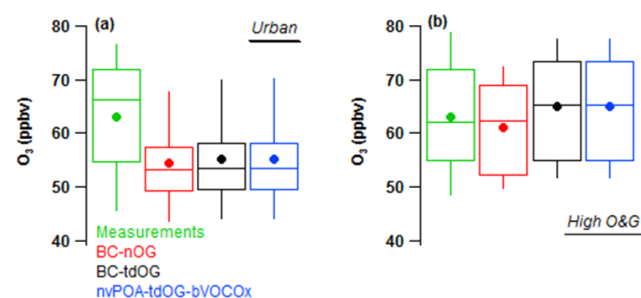 (a)
Urban
80
70
60
50
40
O₃ (ppbv)
Measurements
BC-nOG
BC-tdOG
nvPOA-tdOG-bVOCOx
(b)
80
70
60
50
40
O₃ (ppbv)
High O&G